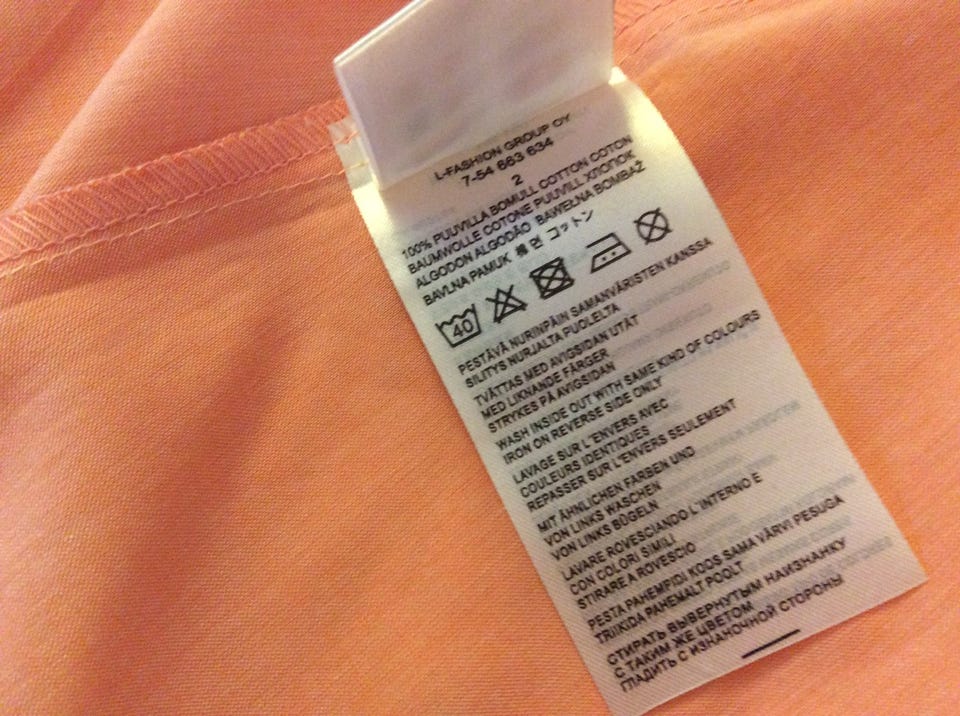 L-FASHION GROUP OY
7-54 663 634
2
100% PUUVILLA BOMULL COTTON COTON
BAUMWOLLE COTONE PUUVILL ХЛОПОК
ALGODON ALGODÃO BAWEŁNA BOMBAŽ
BAVLNA PAMUK 棉 コットン
40
PESTÄVÄ NURINPÄIN SAMANVÄRISTEN KANSSA
SILITYS NURJALTA PUOLELTA
TVÄTTAS MED AVIGSIDAN UTÅT
MED LIKNANDE FÄRGER
STRYKES PÅ AVIGSIDAN
WASH INSIDE OUT WITH SAME KIND OF COLOURS
IRON ON REVERSE SIDE ONLY
LAVAGE SUR L'ENVERS AVEC
COULEURS IDENTIQUES
REPASSER SUR L'ENVERS SEULEMENT
MIT ÄHNLICHEN FARBEN UND
VON LINKS WASCHEN
VON LINKS BÜGELN
LAVARE ROVESCIANDO L'INTERNO E
CON COLORI SIMILI
STIRARE A ROVESCIO
PESTA PAHEMPIDI KOOS SAMA VÄRVI PESUGA
TRIIKIDA PAHEMALT POOLT
СТИРАТЬ ВЫВЕРНУТЫМ НАИЗНАНКУ
С ТАКИМ ЖЕ ЦВЕТОМ
ГЛАДИТЬ С ИЗНАНОЧНОЙ СТОРОНЫ